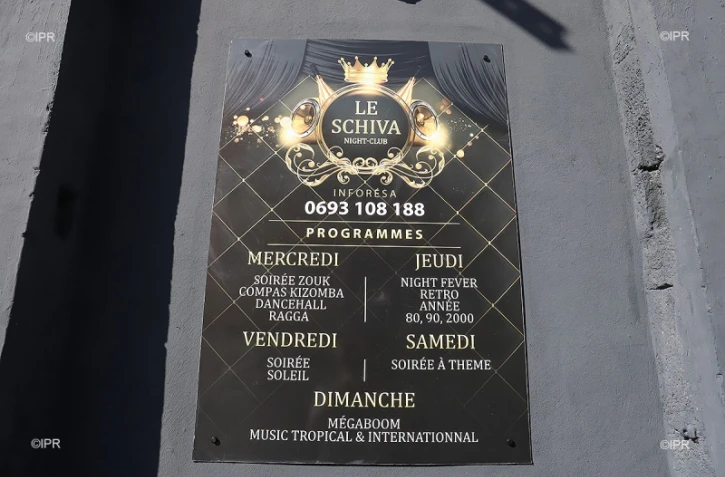 ©IPR
©IPR
LE
SCHIVA
NIGHT-CLUB
INFORÉSA
0693 108 188
PROGRAMMES
MERCREDI
SOIRÉE ZOUK
COMPAS KIZOMBA
DANCEHALL
RAGGA
JEUDI
NIGHT FEVER
RETRO
ANNÉE
80, 90, 2000
VENDREDI
SOIRÉE
SOLEIL
SAMEDI
SOIRÉE À THEME
DIMANCHE
MÉGABOOM
MUSIC TROPICAL & INTERNATIONNAL
©IPR
©IPR